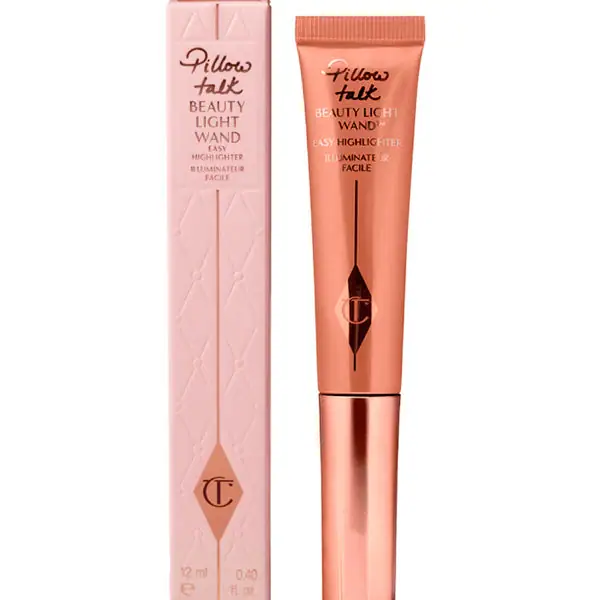 Pillow
talk
BEAUTY
LIGHT
WAND
EASY
HIGHLIGHTER
ILLUMINATEUR
FACILE
CT
12 ml 0.40
e fl. oz
Pillow
talk
BEAUTY LIGHT
WAND™
EASY HIGHLIGHTER
ILLUMINATEUR
FACILE
CT